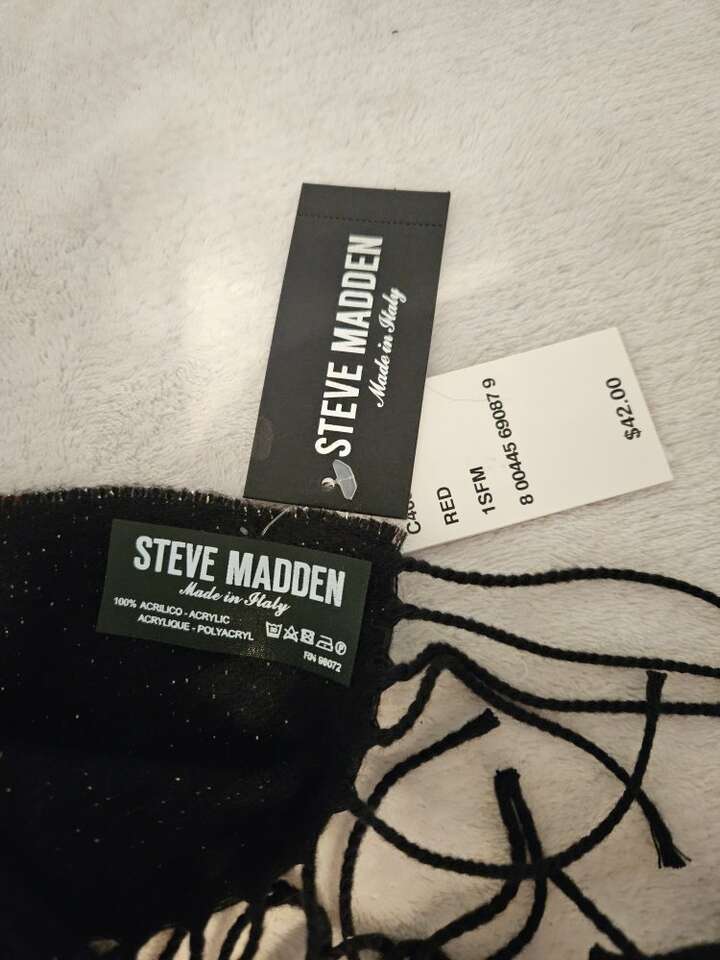 STEVE MADDEN
Made in Italy
RED
1SFM
8 00445 69087 9
$42.00
STEVE MADDEN
Made in Italy
100% ACRILICO - ACRYLIC
ACRYLIQUE - POLYACRYL
RN 98072